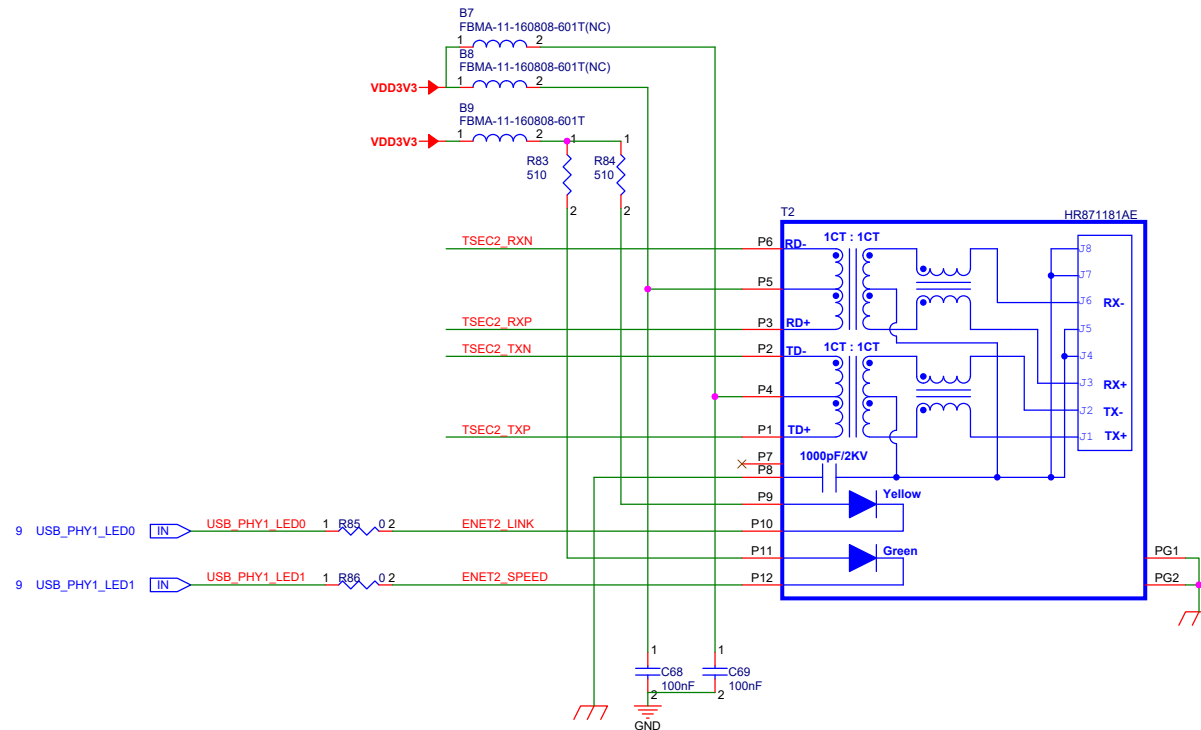 B7
FBMA-11-160808-601T(NC)
1 2
B8
FBMA-11-160808-601T(NC)
VDD3V3 1 2
B9
FBMA-11-160808-601T
VDD3V3 1 2 1 1
R83 R84
510 510
2 2
T2 HR871181AE
TSEC2_RXN P6 RD- 1CT : 1CT J8
J7
P5
J6 RX-
TSEC2_RXP P3 RD+ J5
TSEC2_TXN P2 TD- 1CT : 1CT J4
J3 RX+
P4
J2 TX-
TSEC2_TXP P1 TD+ J1 TX+
P7 1000pF/2KV
P8
P9 Yellow
9 USB_PHY1_LED0 IN USB_PHY1_LED0 1 R85 0 2 ENET2_LINK P10
P11 Green
PG1
9 USB_PHY1_LED1 IN USB_PHY1_LED1 1 R86 0 2 ENET2_SPEED P12
PG2
1 1
C68 C69
100nF 100nF
2 2
GND